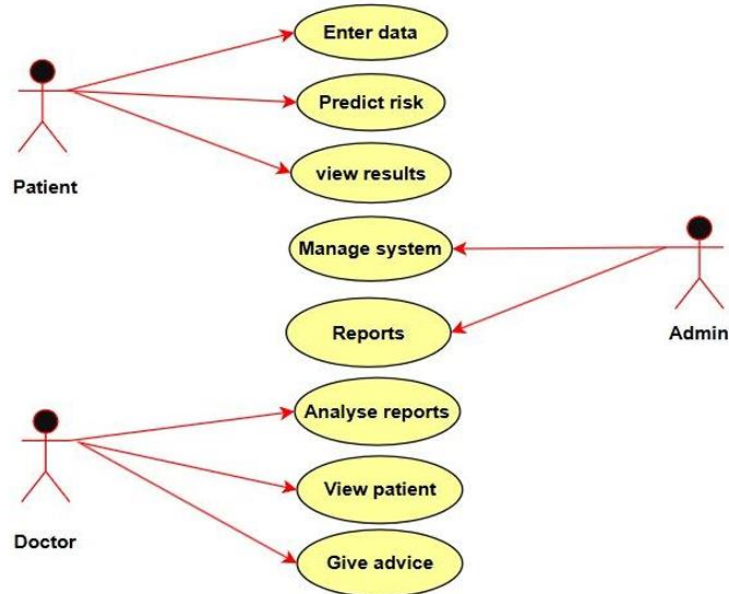 Enter data
Predict risk
view results
Patient
Manage system
Reports
Admin
Analyse reports
View patient
Give advice
Doctor